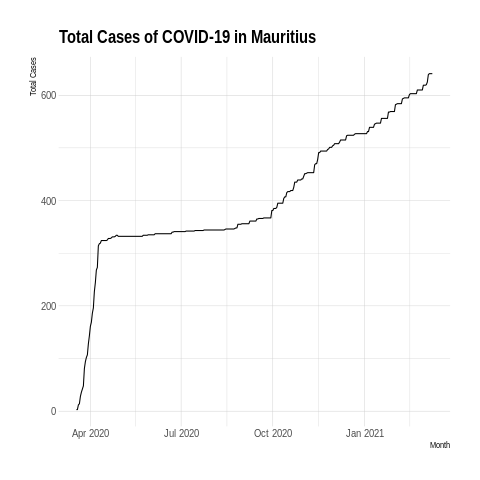 Total Cases of COVID-19 in Mauritius
Total Cases
600
400
200
0
Apr 2020 Jul 2020 Oct 2020 Jan 2021
Month